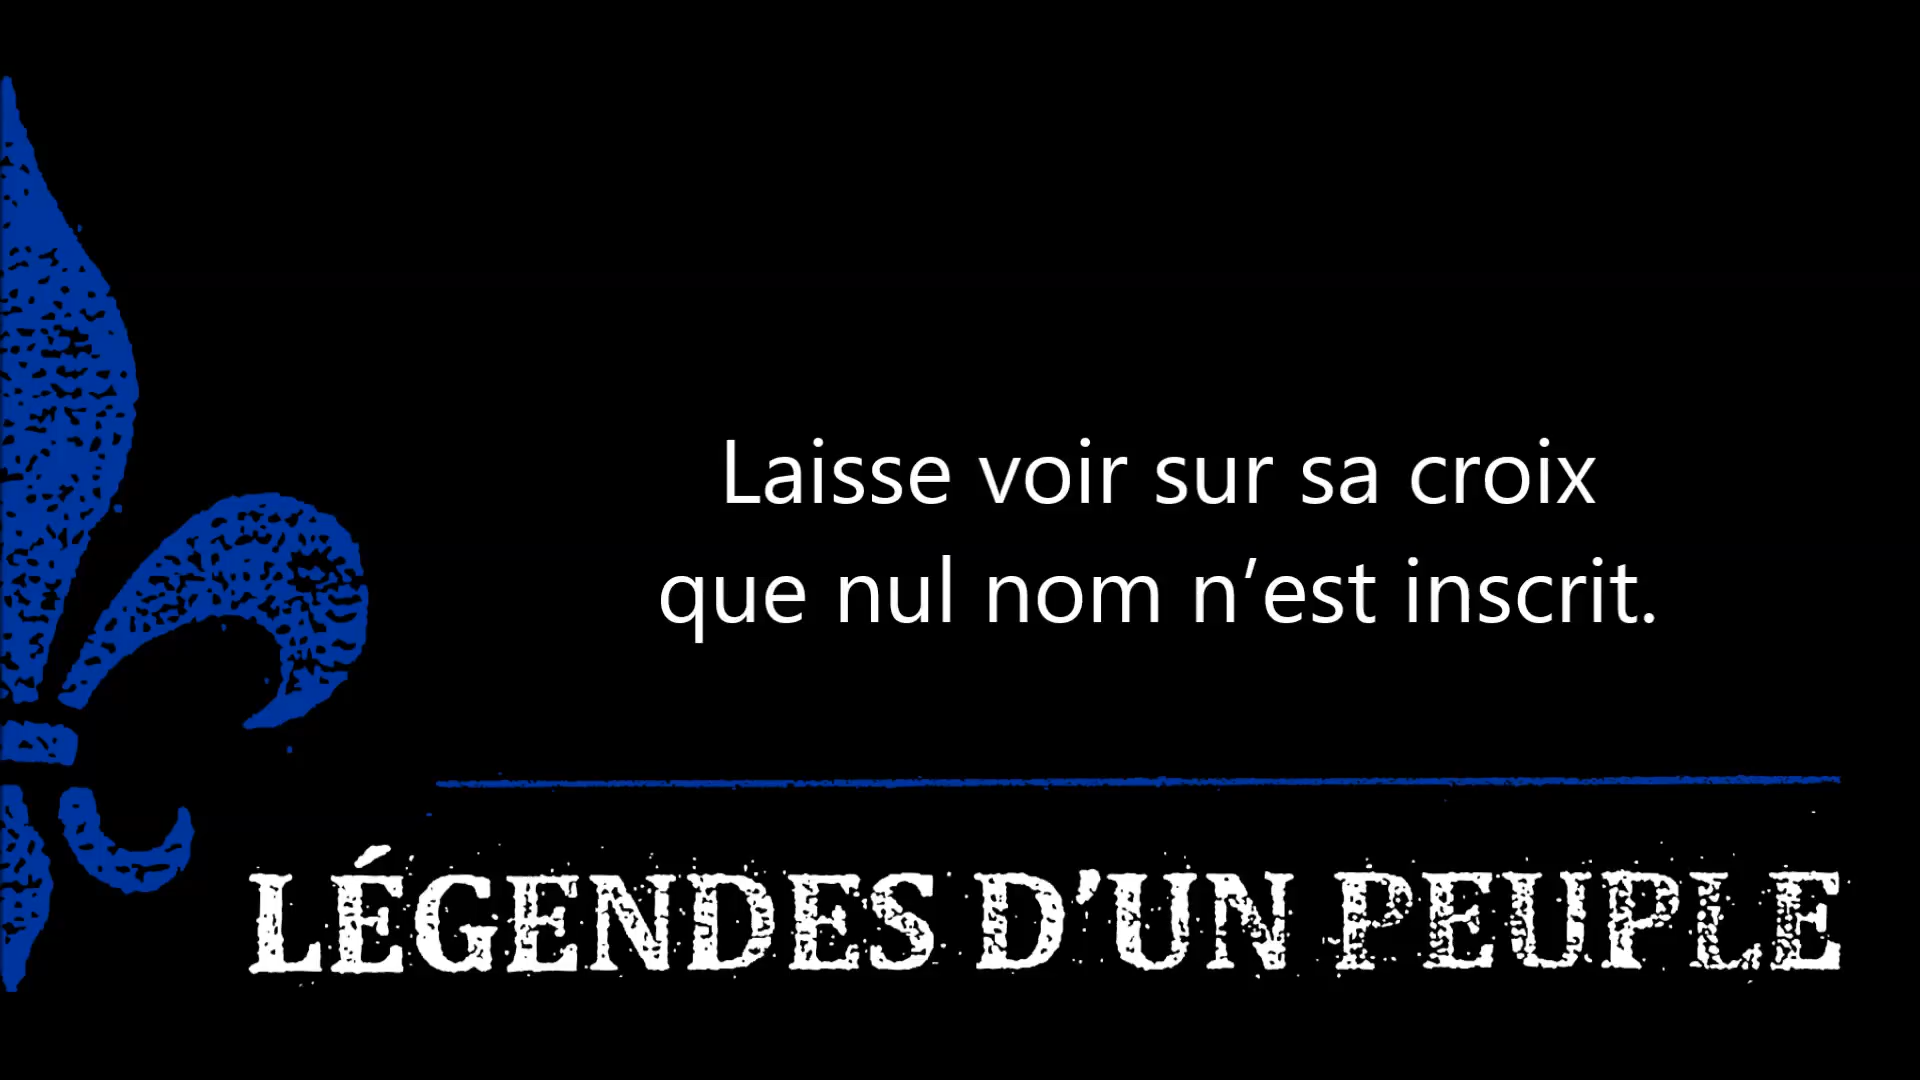 Laisse voir sur sa croix
que nul nom n’est inscrit.
LÉGENDES D’UN PEUPLE